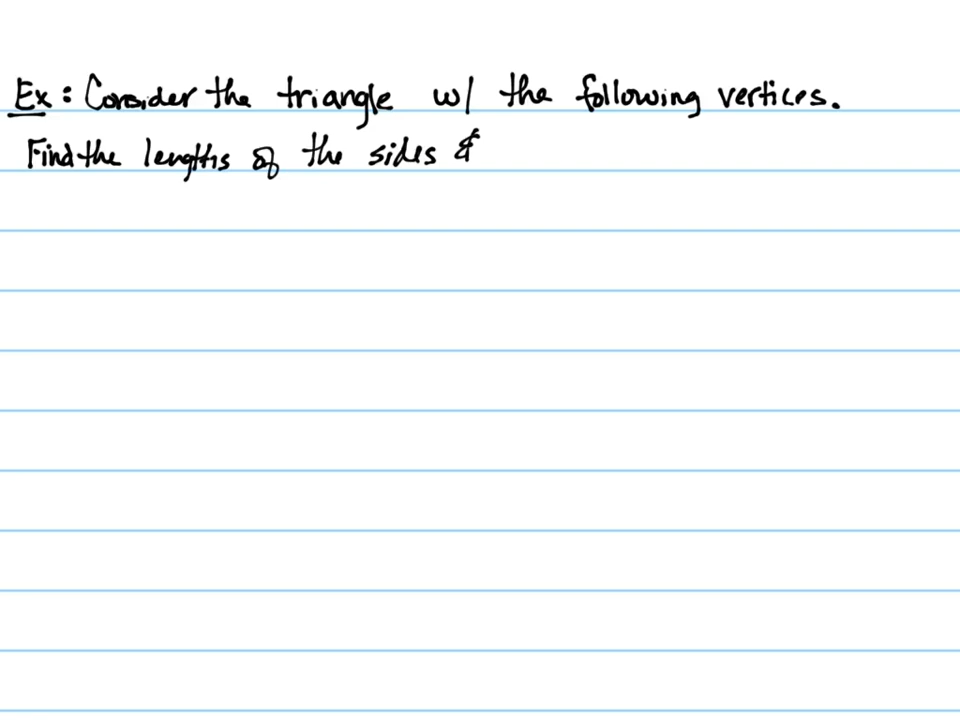 Ex: Consider the triangle w/ the following vertices.
Find the lengths of the sides &